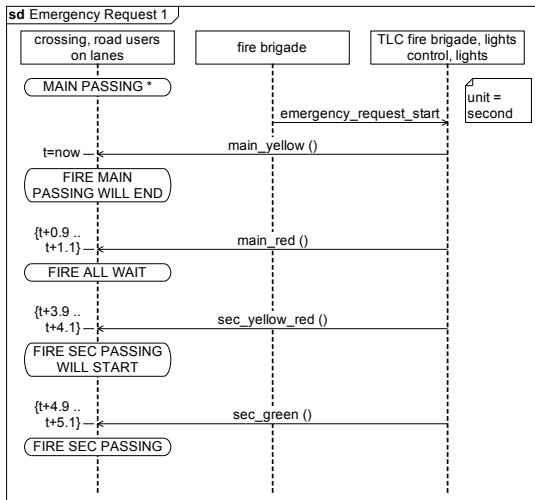 sd Emergency Request 1
crossing, road users
on lanes
fire brigade
TLC fire brigade, lights
control, lights
MAIN PASSING *
unit =
second
emergency_request_start
t=now
main_yellow ()
FIRE MAIN
PASSING WILL END
{t+0.9 ..
t+1.1}
main_red ()
FIRE ALL WAIT
{t+3.9 ..
t+4.1}
sec_yellow_red ()
FIRE SEC PASSING
WILL START
{t+4.9 ..
t+5.1}
sec_green ()
FIRE SEC PASSING